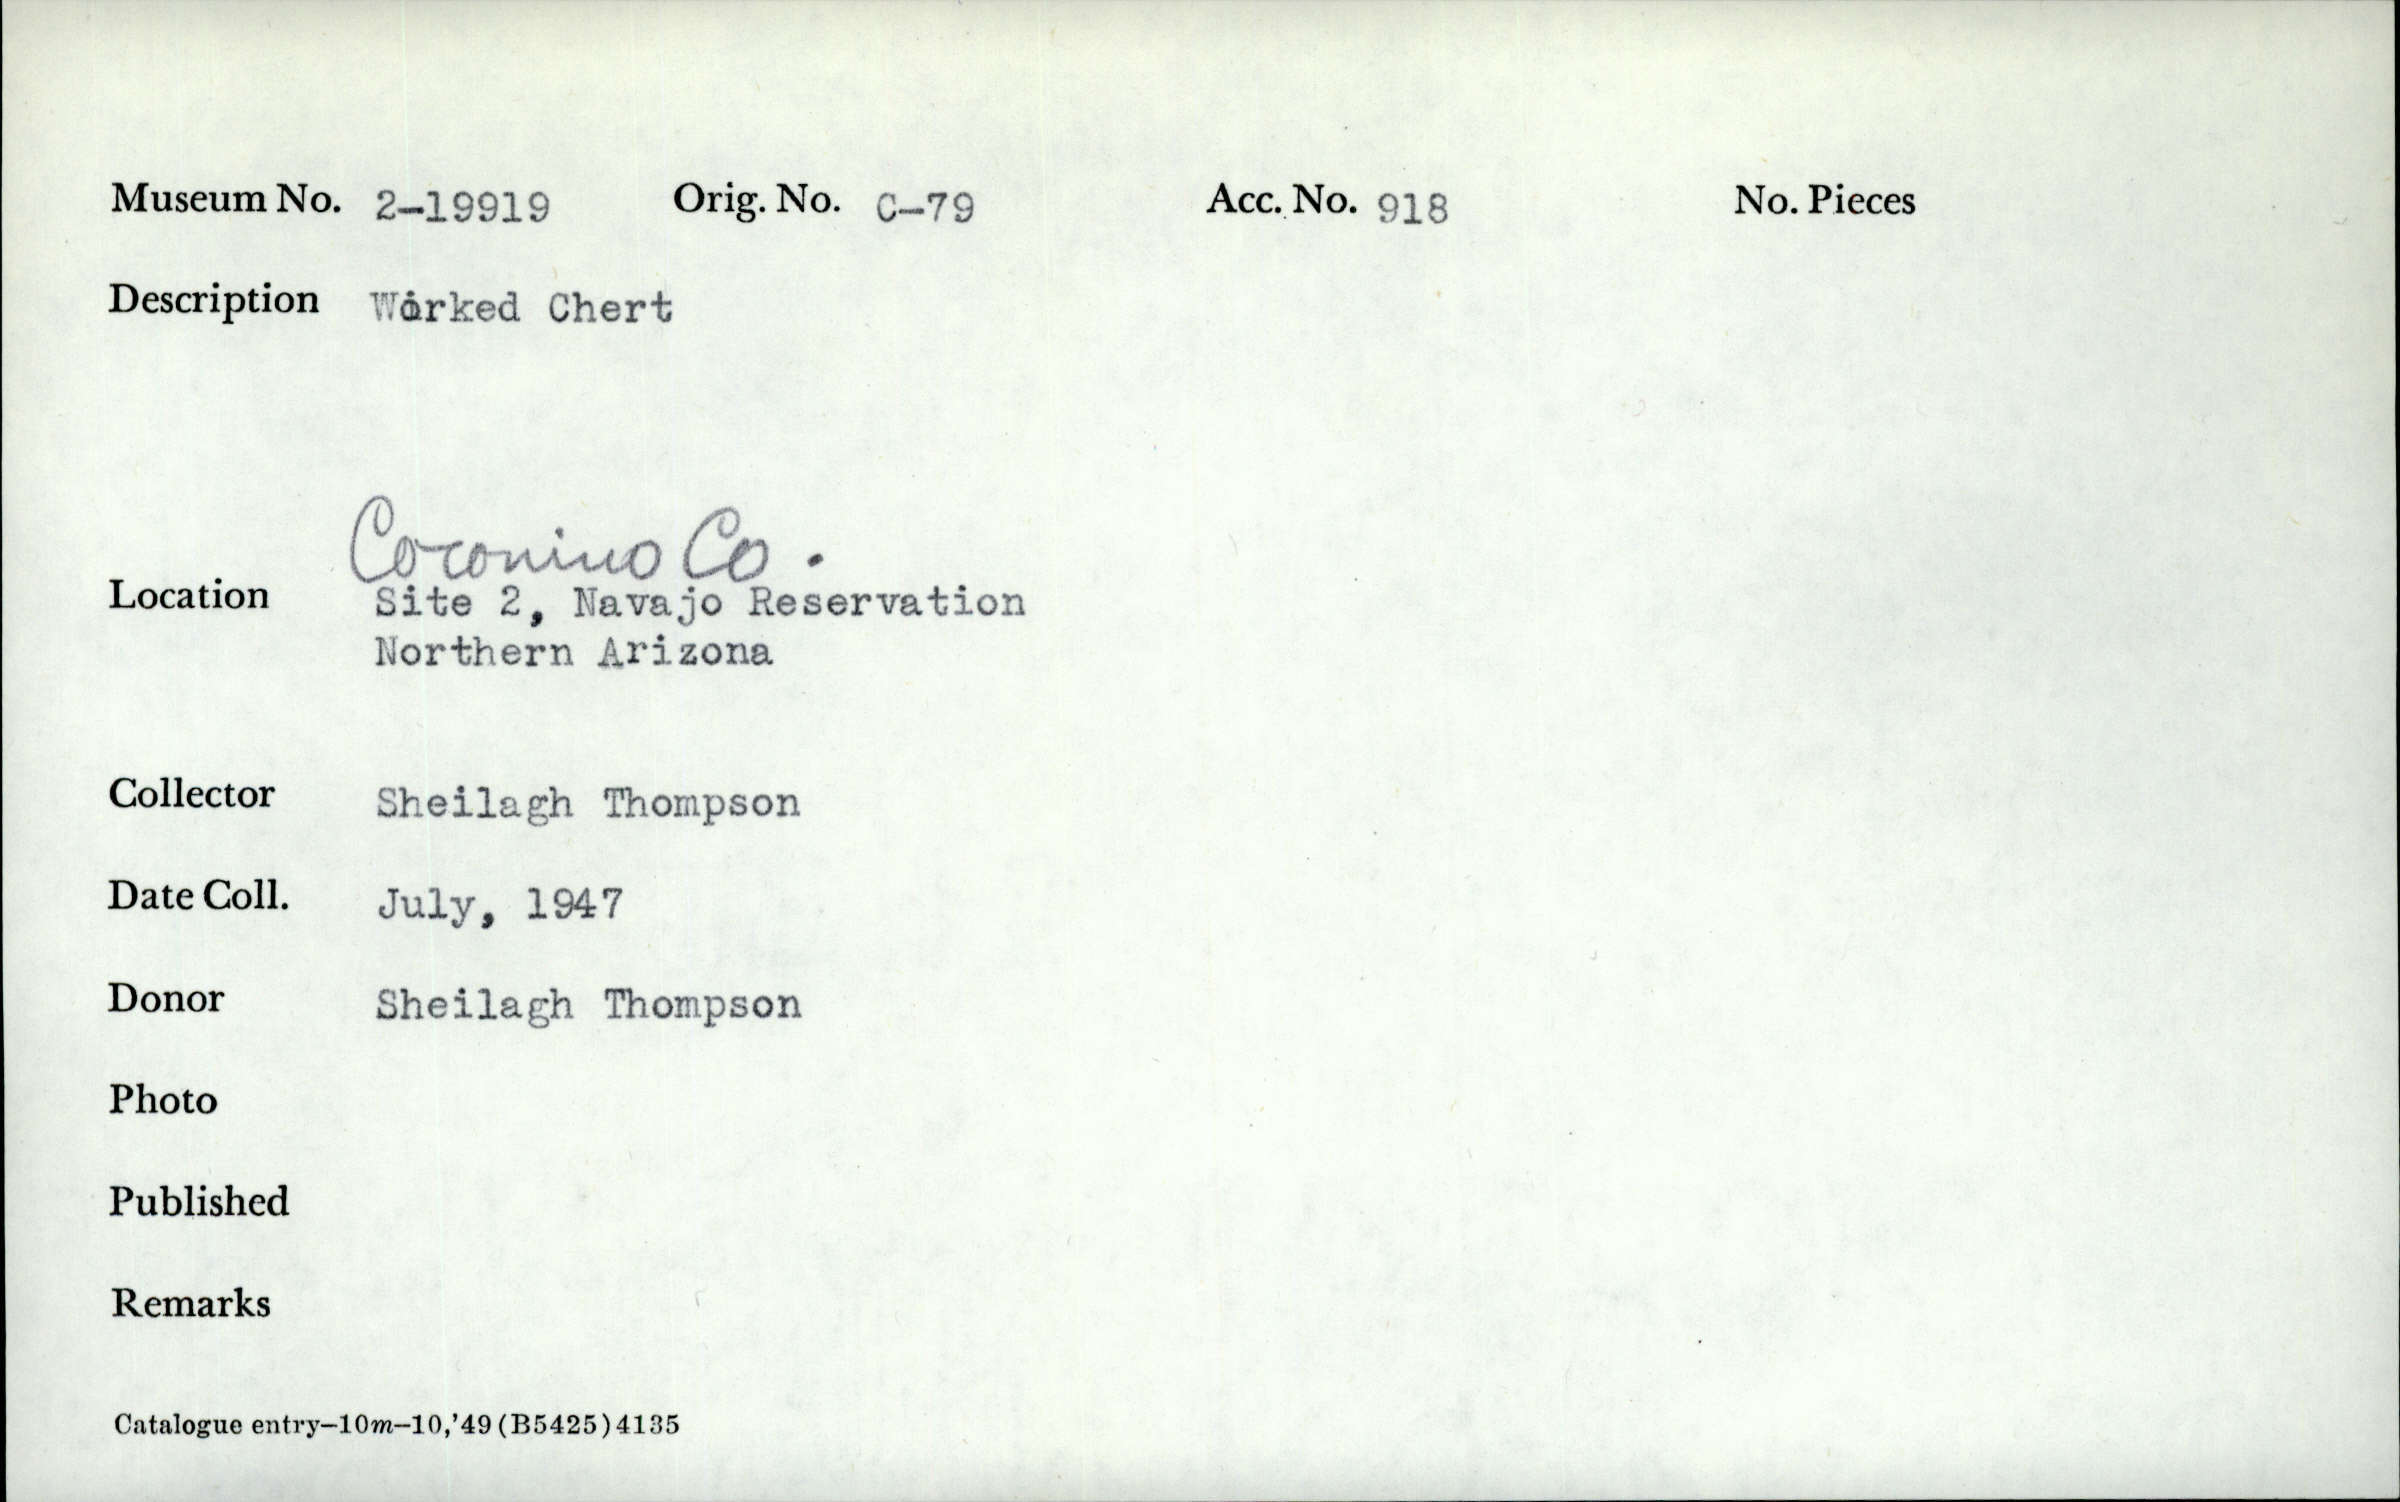 Museum No. 2-19919 Orig. No. C-79 Acc. No. 918 No. Pieces
Description Worked Chert
Coconino Co.
Location Site 2, Navajo Reservation
Northern Arizona
Collector Sheilagh Thompson
Date Coll. July, 1947
Donor Sheilagh Thompson
Photo
Published
Remarks
Catalogue entry–10m–10,'49 (B5425) 4135